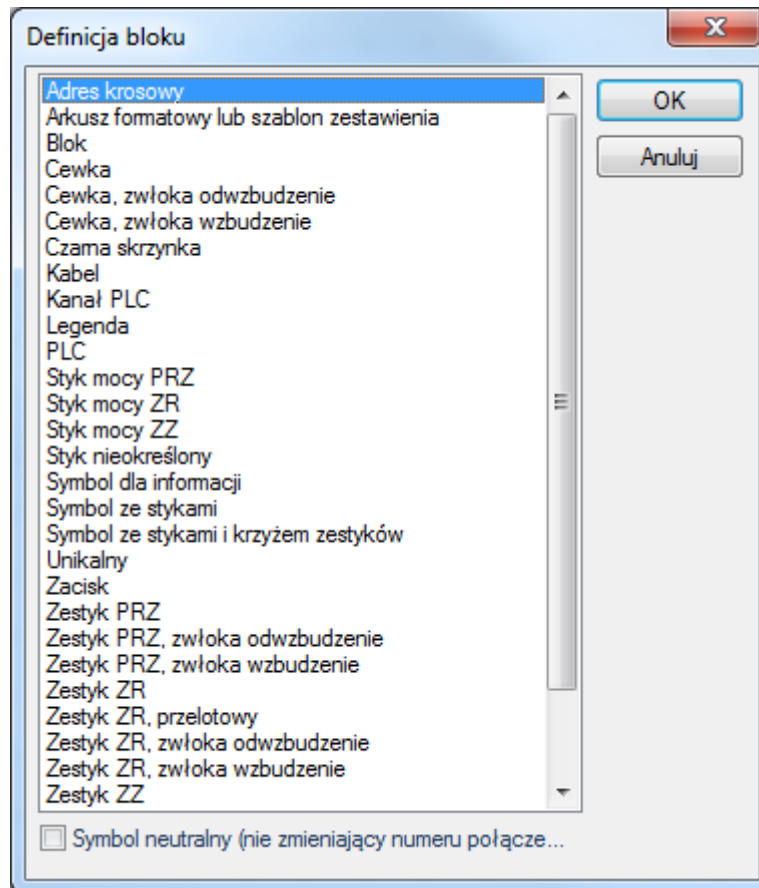 Definicja bloku
Adres krosowy
OK
Arkusz formatowy lub szablon zestawienia
Blok
Anuluj
Cewka
Cewka, zwłoka odwzbudzenie
Cewka, zwłoka wzbudzenie
Czarna skrzynka
Kabel
Kanał PLC
Legenda
PLC
Styk mocy PRZ
Styk mocy ZR
Styk mocy ZZ
Styk nieokreślony
Symbol dla informacji
Symbol ze stykami
Symbol ze stykami i krzyżem zestyków
Unikalny
Zacisk
Zestyk PRZ
Zestyk PRZ, zwłoka odwzbudzenie
Zestyk PRZ, zwłoka wzbudzenie
Zestyk ZR
Zestyk ZR, przelotowy
Zestyk ZR, zwłoka odwzbudzenie
Zestyk ZR, zwłoka wzbudzenie
Zestyk ZZ
Symbol neutralny (nie zmieniający numeru połącze...